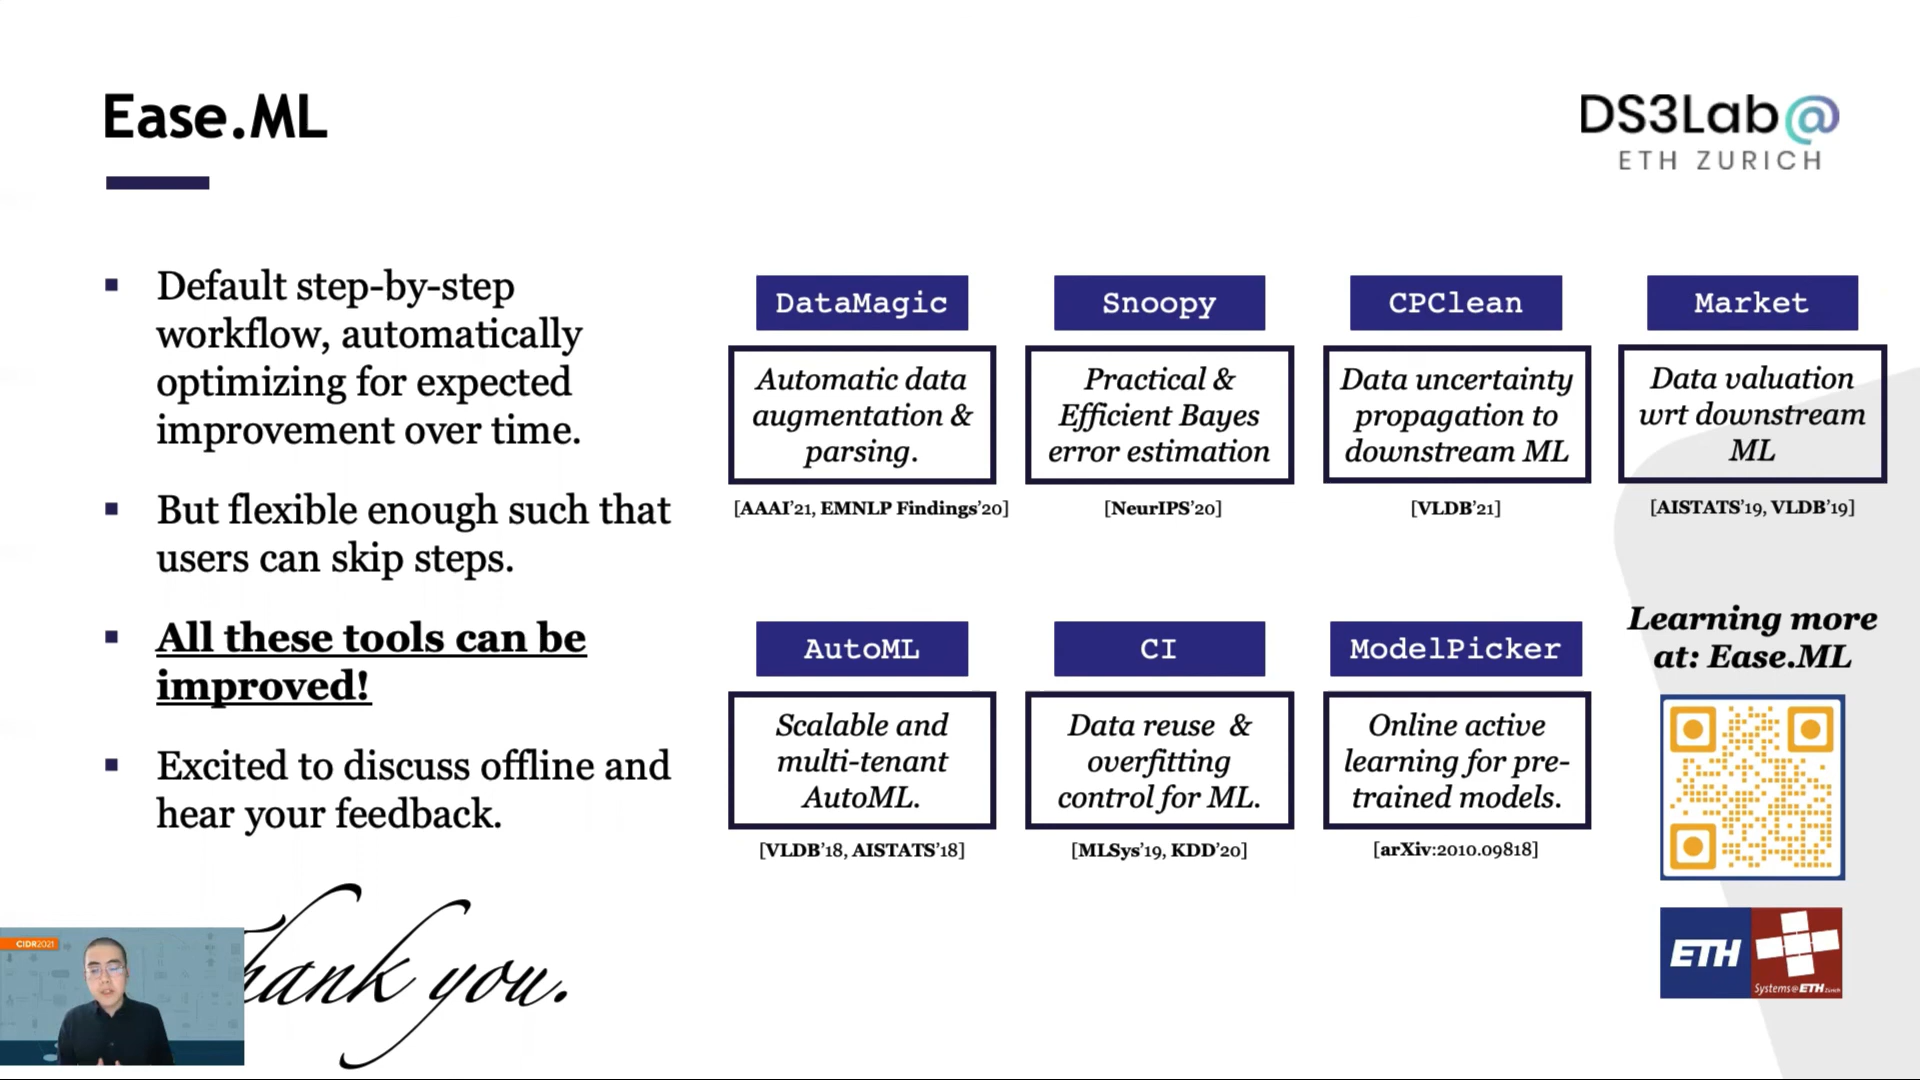 Ease.ML
DS3Lab@
ETH ZURICH
Default step-by-step
workflow, automatically
optimizing for expected
improvement over time.
But flexible enough such that
users can skip steps.
All these tools can be
improved!
Excited to discuss offline and
hear your feedback.
DataMagic
Automatic data
augmentation &
parsing.
[AAAI'21, EMNLP Findings'20]
Snoopy
Practical &
Efficient Bayes
error estimation
[NeurIPS'20]
CPClean
Data uncertainty
propagation to
downstream ML
[VLDB'21]
Market
Data valuation
wrt downstream
ML
[AISTATS'19, VLDB'19]
AutoML
Scalable and
multi-tenant
AutoML.
[VLDB'18, AISTATS'18]
CI
Data reuse &
overfitting
control for ML.
[MLSys'19, KDD'20]
ModelPicker
Online active
learning for pre-
trained models.
[arXiv:2010.09818]
Learning more
at: Ease.ML
CIDR2021
hank you.
ETH
Systems@ETH Zürich